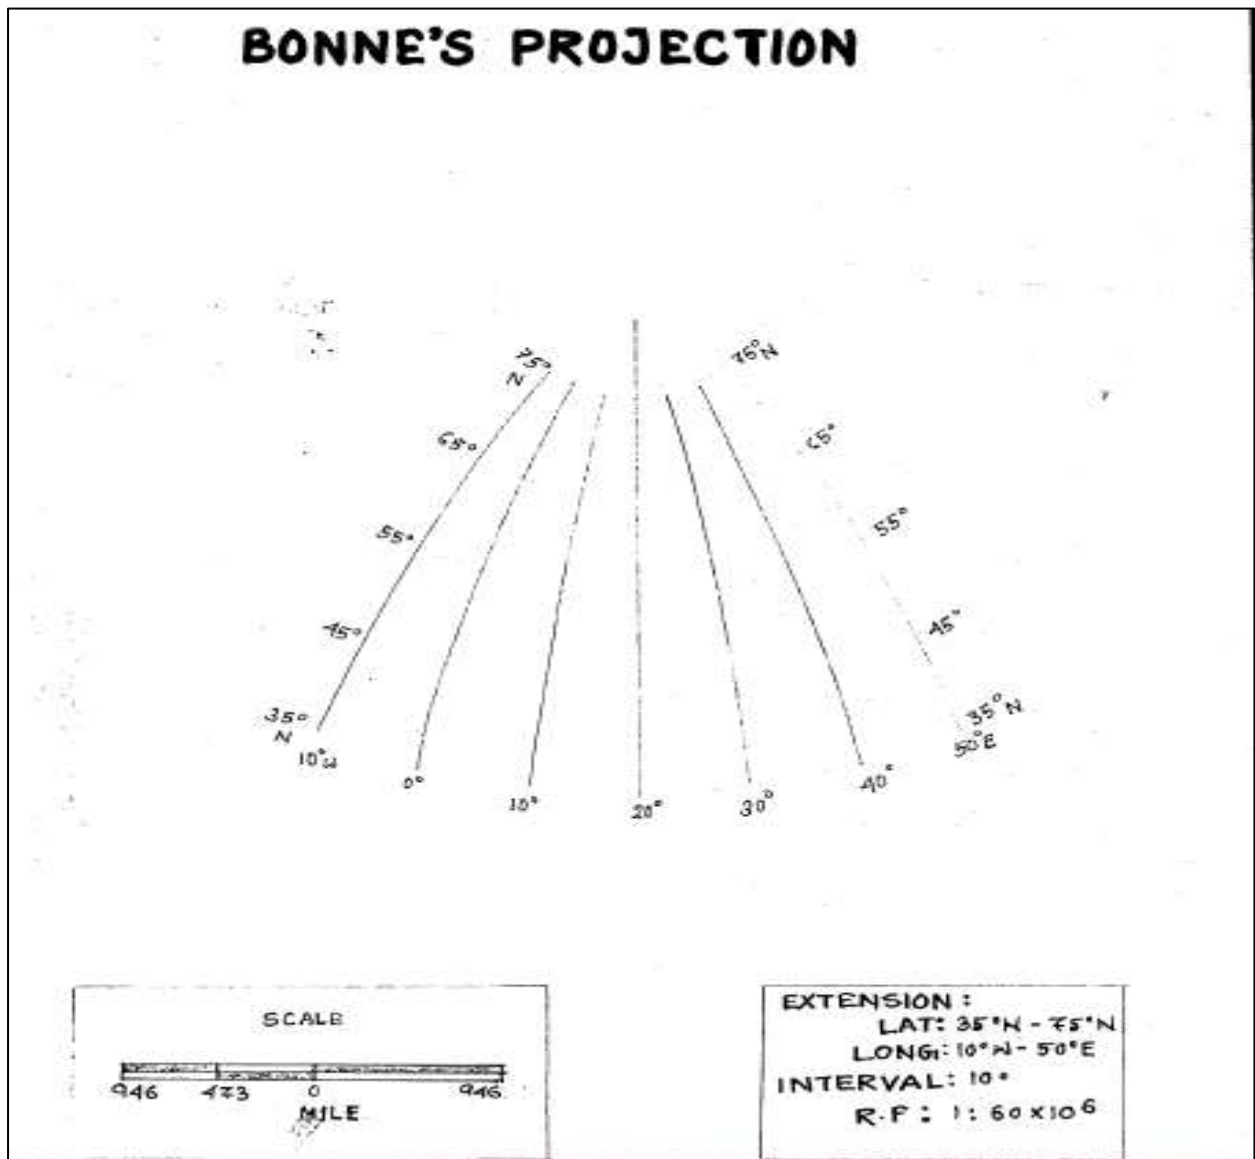 BONNE'S PROJECTION
75°
N
76°N
65°
65°
55°
55°
45°
45°
35°
N
35°N
10°W
50°E
0°
10°
20°
30°
40°
SCALE
946 473 0 946
MILE
EXTENSION:
LAT: 35°N - 75°N
LONG: 10°W - 50°E
INTERVAL: 10°
R.F: 1: 60 X 10⁶